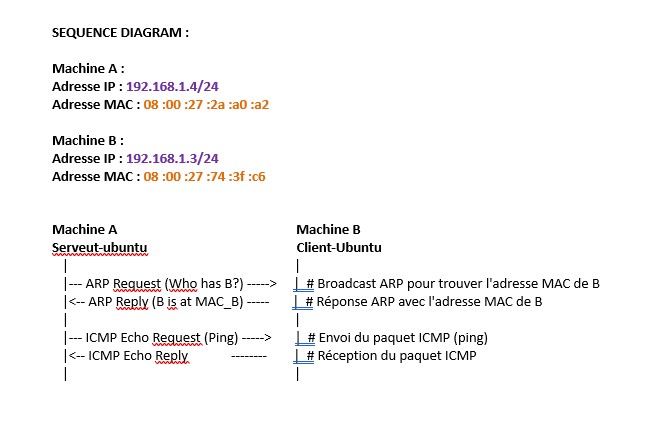 SEQUENCE DIAGRAM :
Machine A :
Adresse IP : 192.168.1.4/24
Adresse MAC : 08 :00 :27 :2a :a0 :a2
Machine B :
Adresse IP : 192.168.1.3/24
Adresse MAC : 08 :00 :27 :74 :3f :c6
Machine A Machine B
Serveut-ubuntu Client-Ubuntu
| |
|--- ARP Request (Who has B?) -----> | # Broadcast ARP pour trouver l'adresse MAC de B
|<-- ARP Reply (B is at MAC_B) ----- | # Réponse ARP avec l'adresse MAC de B
| |
|--- ICMP Echo Request (Ping) -----> | # Envoi du paquet ICMP (ping)
|<-- ICMP Echo Reply -------- | # Réception du paquet ICMP
| |